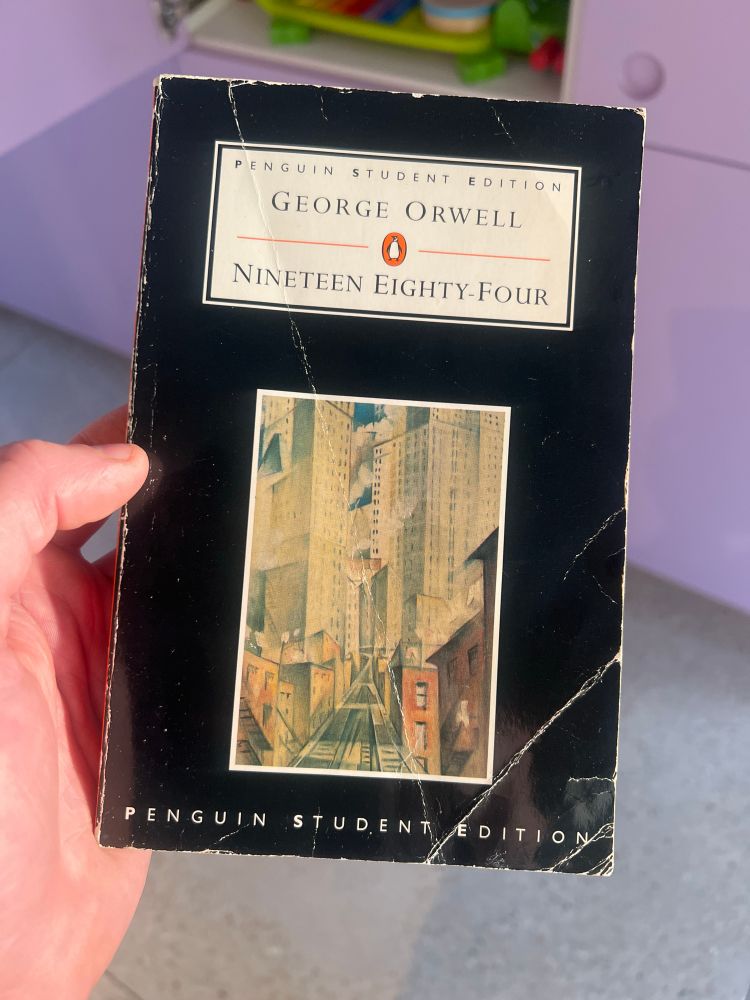 PENGUIN STUDENT EDITION
GEORGE ORWELL
NINETEEN EIGHTY-FOUR
PENGUIN STUDENT EDITION